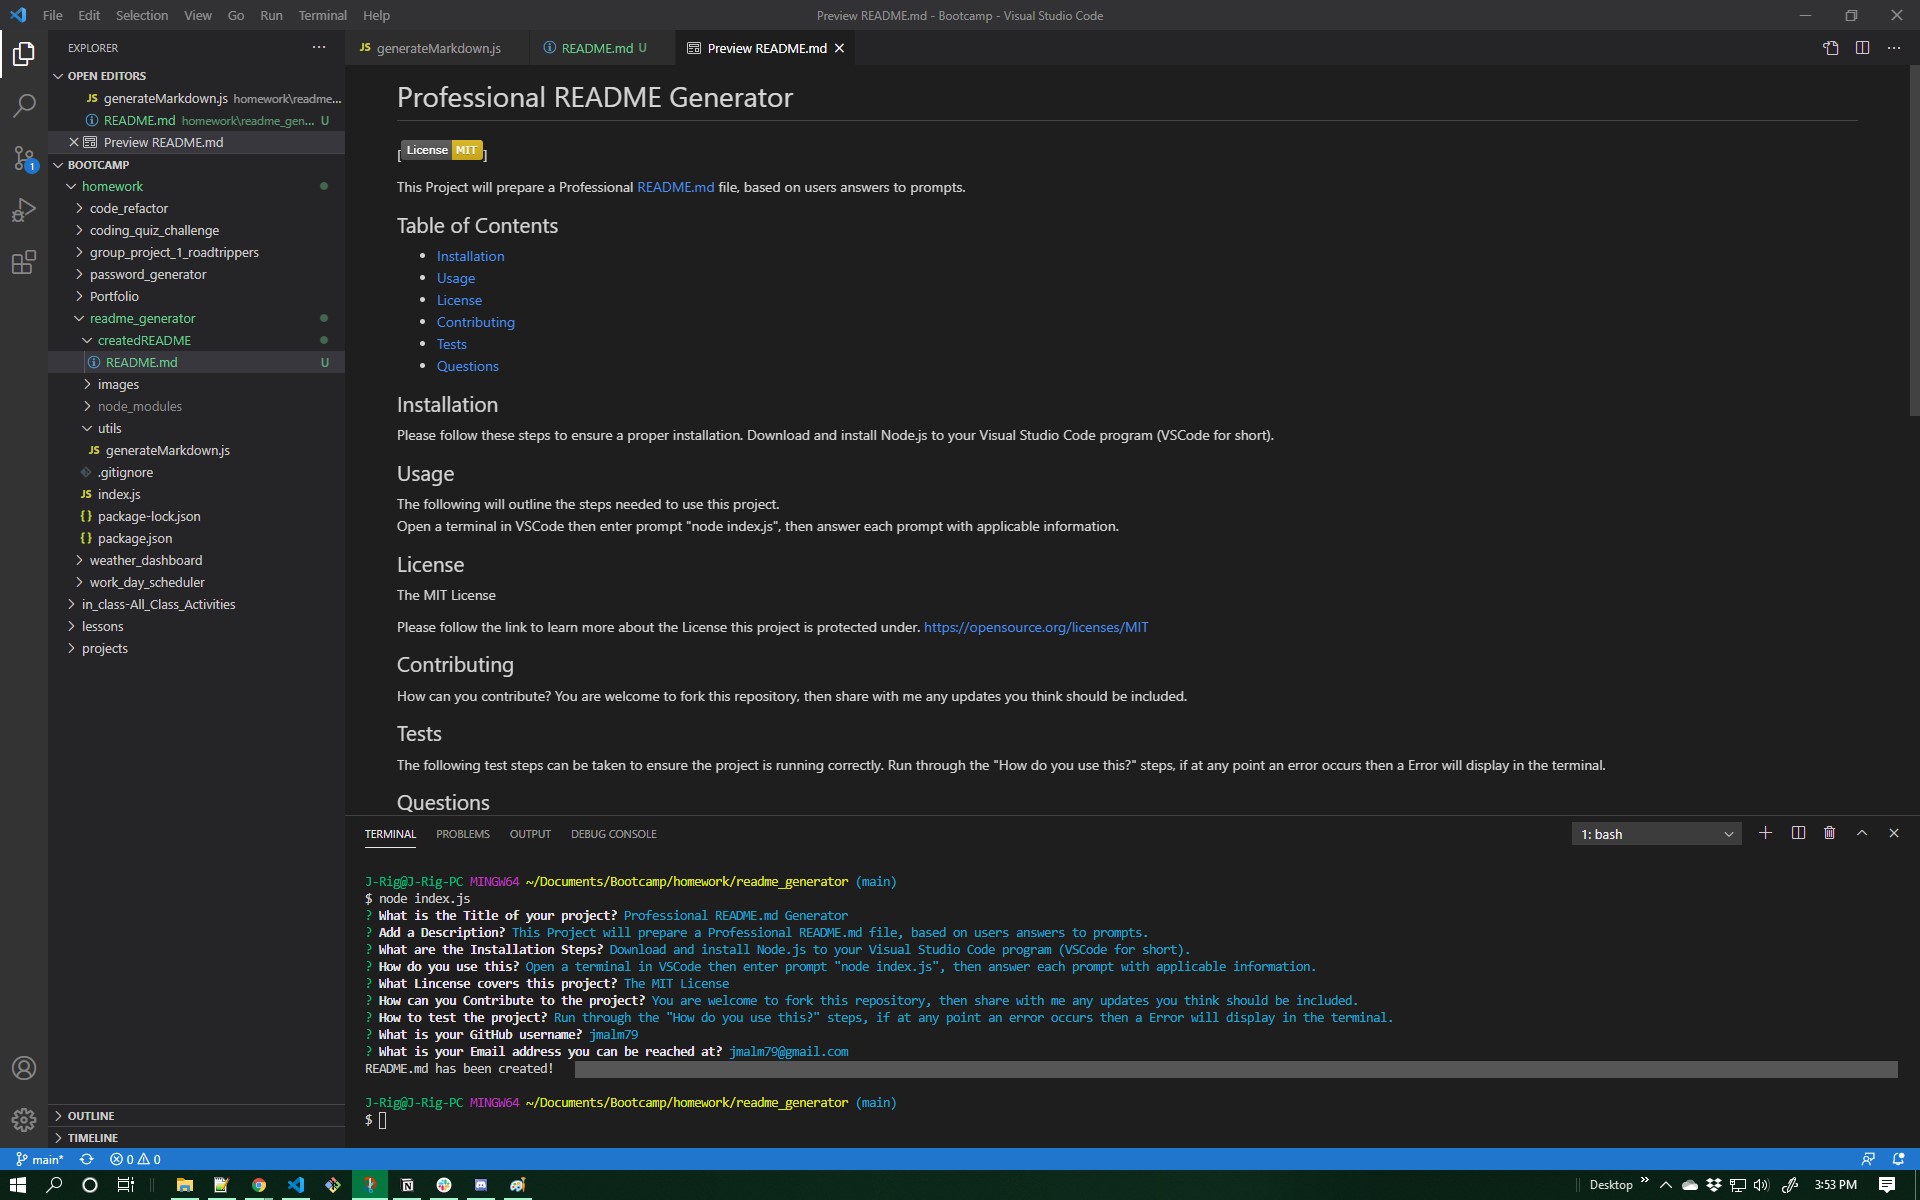 File Edit Selection View Go Run Terminal Help
Preview README.md - Bootcamp - Visual Studio Code
EXPLORER ···
JS generateMarkdown.js
README.md U
Preview README.md
OPEN EDITORS
JS generateMarkdown.js homework\readme...
README.md homework\readme_gen... U
Preview README.md
BOOTCAMP
homework
code_refactor
coding_quiz_challenge
group_project_1_roadtrippers
password_generator
Portfolio
readme_generator
createdREADME
README.md U
images
node_modules
utils
JS generateMarkdown.js
.gitignore
JS index.js
{} package-lock.json
{} package.json
weather_dashboard
work_day_scheduler
in_class-All_Class_Activities
lessons
projects
OUTLINE
TIMELINE
1
Professional README Generator
[License MIT]
This Project will prepare a Professional README.md file, based on users answers to prompts.
Table of Contents
• Installation
• Usage
• License
• Contributing
• Tests
• Questions
Installation
Please follow these steps to ensure a proper installation. Download and install Node.js to your Visual Studio Code program (VSCode for short).
Usage
The following will outline the steps needed to use this project.
Open a terminal in VSCode then enter prompt "node index.js", then answer each prompt with applicable information.
License
The MIT License
Please follow the link to learn more about the License this project is protected under. https://opensource.org/licenses/MIT
Contributing
How can you contribute? You are welcome to fork this repository, then share with me any updates you think should be included.
Tests
The following test steps can be taken to ensure the project is running correctly. Run through the "How do you use this?" steps, if at any point an error occurs then a Error will display in the terminal.
Questions
TERMINAL PROBLEMS OUTPUT DEBUG CONSOLE
1: bash
J-Rig@J-Rig-PC MINGW64 ~/Documents/Bootcamp/homework/readme_generator (main)
$ node index.js
? What is the Title of your project? Professional README.md Generator
? Add a Description? This Project will prepare a Professional README.md file, based on users answers to prompts.
? What are the Installation Steps? Download and install Node.js to your Visual Studio Code program (VSCode for short).
? How do you use this? Open a terminal in VSCode then enter prompt "node index.js", then answer each prompt with applicable information.
? What Lincense covers this project? The MIT License
? How can you Contribute to the project? You are welcome to fork this repository, then share with me any updates you think should be included.
? How to test the project? Run through the "How do you use this?" steps, if at any point an error occurs then a Error will display in the terminal.
? What is your GitHub username? jmalm79
? What is your Email address you can be reached at? jmalm79@gmail.com
README.md has been created!
J-Rig@J-Rig-PC MINGW64 ~/Documents/Bootcamp/homework/readme_generator (main)
$
main* 0 0
Desktop » 3:53 PM